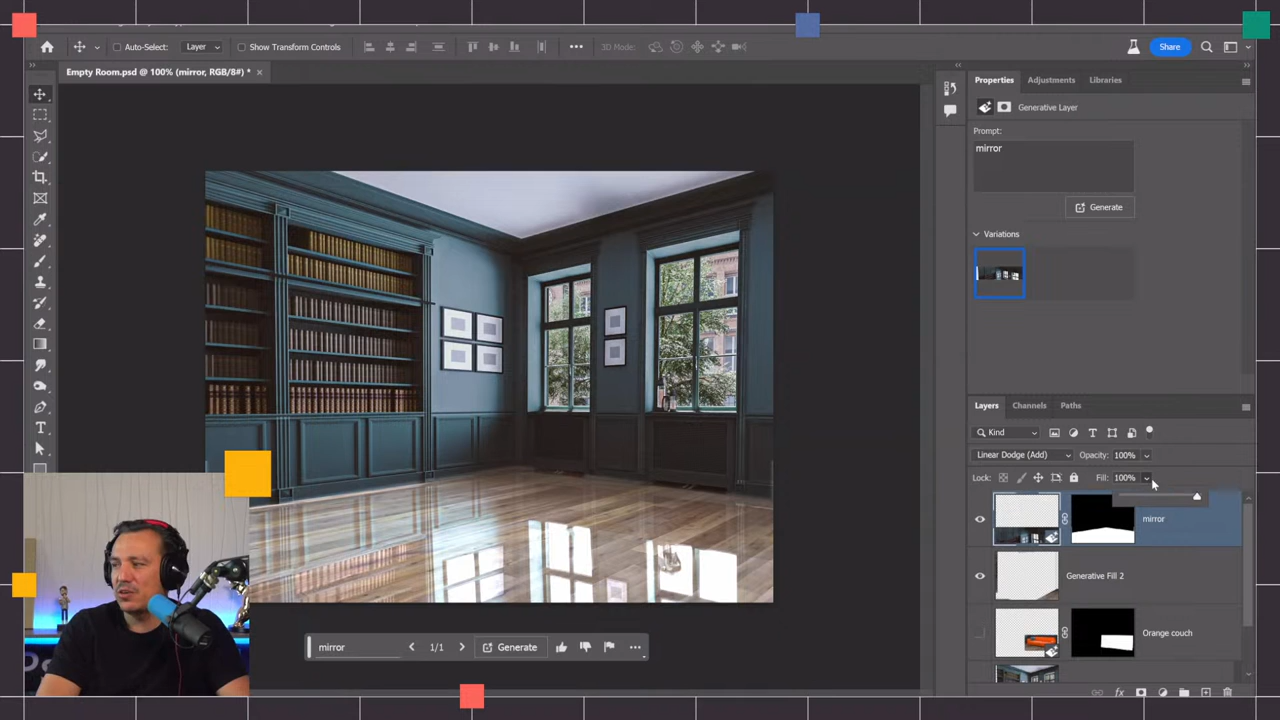 Auto-Select:
Layer
Show Transform Controls
3D Mode:
Share
Empty Room.psd @ 100% (mirror, RGB/8#) *
Properties
Adjustments
Libraries
Generative Layer
Prompt:
mirror
Generate
Variations
Layers
Channels
Paths
Kind
Linear Dodge (Add)
Opacity: 100%
Lock:
Fill: 100%
mirror
Generative Fill 2
Orange couch
mirror
1/1
Generate